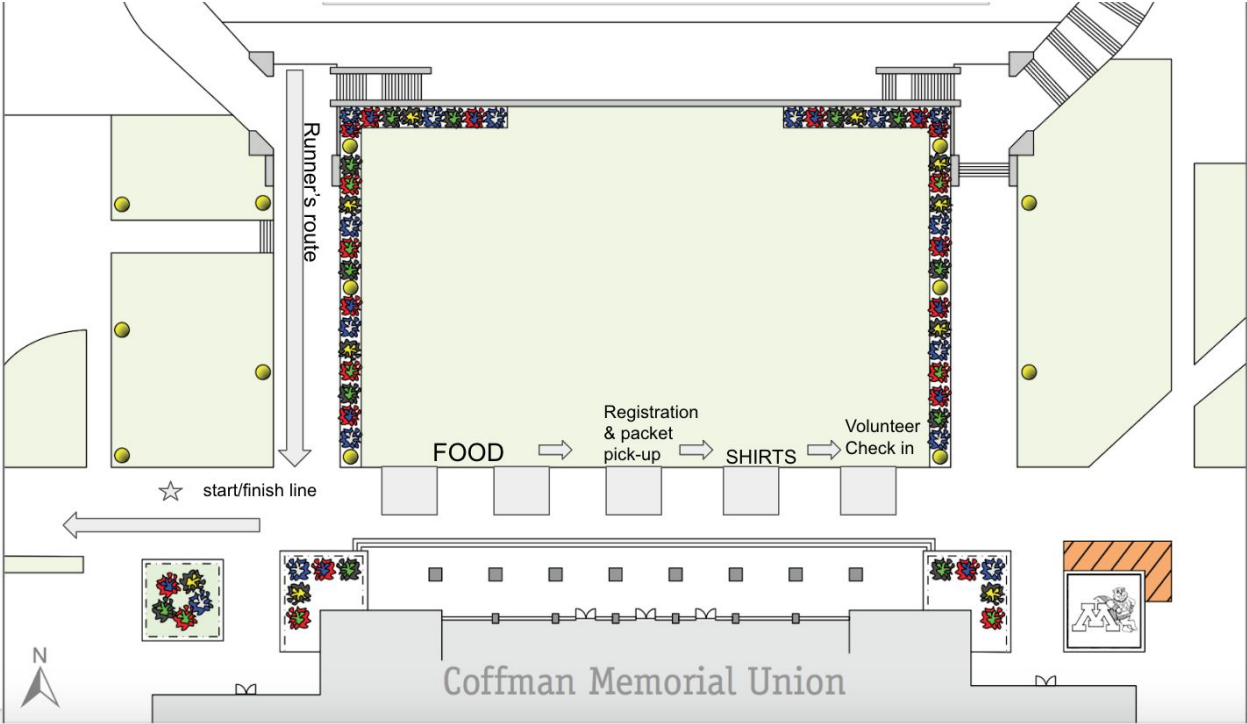 Runner's route
Registration
& packet
pick-up
Volunteer
Check in
FOOD
SHIRTS
start/finish line
M
N
Coffman Memorial Union